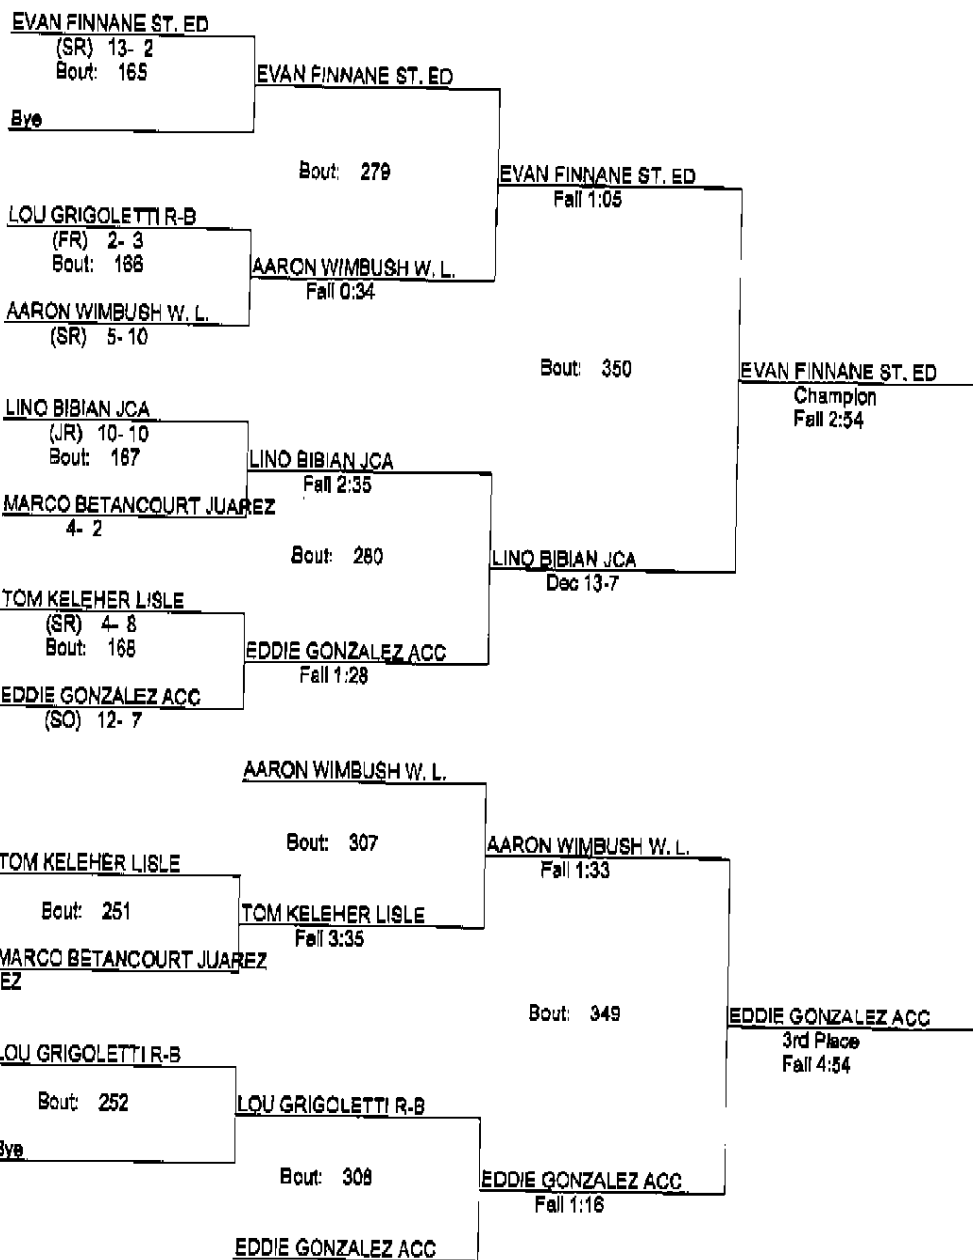 EVAN FINNANE ST. ED
(SR) 13- 2
Bout: 165
EVAN FINNANE ST. ED
Bye
Bout: 279
EVAN FINNANE ST. ED
Fall 1:05
LOU GRIGOLETTI R-B
(FR) 2- 3
Bout: 166
AARON WIMBUSH W. L.
Fall 0:34
AARON WIMBUSH W. L.
(SR) 5- 10
Bout: 350
EVAN FINNANE ST. ED
Champion
Fall 2:54
LINO BIBIAN JCA
(JR) 10- 10
Bout: 167
LINO BIBIAN JCA
Fall 2:35
MARCO BETANCOURT JUAREZ
4- 2
Bout: 280
LINO BIBIAN JCA
Dec 13-7
TOM KELEHER LISLE
(SR) 4- 8
Bout: 168
EDDIE GONZALEZ ACC
Fall 1:28
EDDIE GONZALEZ ACC
(SO) 12- 7
AARON WIMBUSH W. L.
Bout: 307
AARON WIMBUSH W. L.
Fall 1:33
TOM KELEHER LISLE
Bout: 251
TOM KELEHER LISLE
Fall 3:35
MARCO BETANCOURT JUAREZ
EZ
Bout: 349
EDDIE GONZALEZ ACC
3rd Place
Fall 4:54
LOU GRIGOLETTI R-B
Bout: 252
LOU GRIGOLETTI R-B
Bye
Bout: 308
EDDIE GONZALEZ ACC
Fall 1:16
EDDIE GONZALEZ ACC